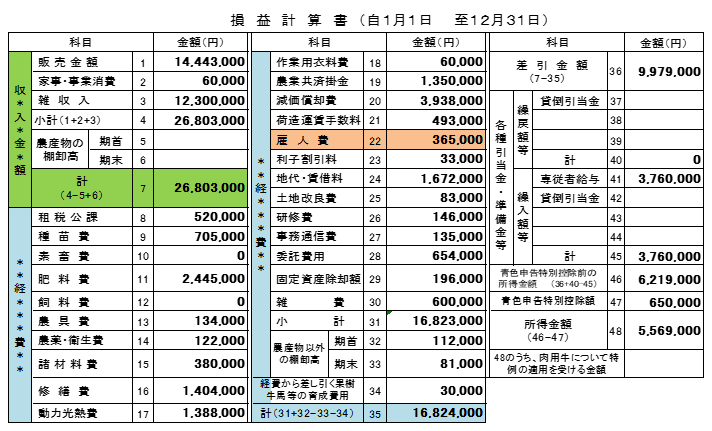 損益計算書（自1月1日　至12月31日）
科目 金額(円) 科目 金額(円) 科目 金額(円)
収*入*金*額
販売金額 1 14,443,000
家事・事業消費 2 60,000
雑収入 3 12,300,000
小計(1+2+3) 4 26,803,000
農産物の
棚卸高
期首 5
期末 6
計
(4-5+6)
7 26,803,000
**経***費**
租税公課 8 520,000
種苗費 9 705,000
素畜費 10 0
肥料費 11 2,445,000
飼料費 12 0
農具費 13 134,000
農薬・衛生費 14 122,000
諸材料費 15 380,000
修繕費 16 1,404,000
動力光熱費 17 1,388,000
**経***費**
作業用衣料費 18 60,000
農業共済掛金 19 1,350,000
減価償却費 20 3,938,000
荷造運賃手数料 21 493,000
雇人費 22 365,000
利子割引料 23 33,000
地代・賃借料 24 1,672,000
土地改良費 25 83,000
研修費 26 146,000
事務通信費 27 135,000
委託費用 28 654,000
固定資産除却額 29 196,000
雑費 30 600,000
小計 31 16,823,000
農産物以外
の棚卸高
期首 32 112,000
期末 33 81,000
経費から差し引く果樹
牛馬等の育成費用
34 30,000
計(31+32-33-34) 35 16,824,000
差引金額
(7-35)
36 9,979,000
各種引当金・準備金等
繰戻額等
貸倒引当金 37
38
39
計 40 0
繰入額等
専従者給与 41 3,760,000
貸倒引当金 42
43
44
計 45 3,760,000
青色申告特別控除前の
所得金額　(36+40-45)
46 6,219,000
青色申告特別控除額 47 650,000
所得金額
(46-47)
48 5,569,000
48のうち、肉用牛について特
例の適用を受ける金額